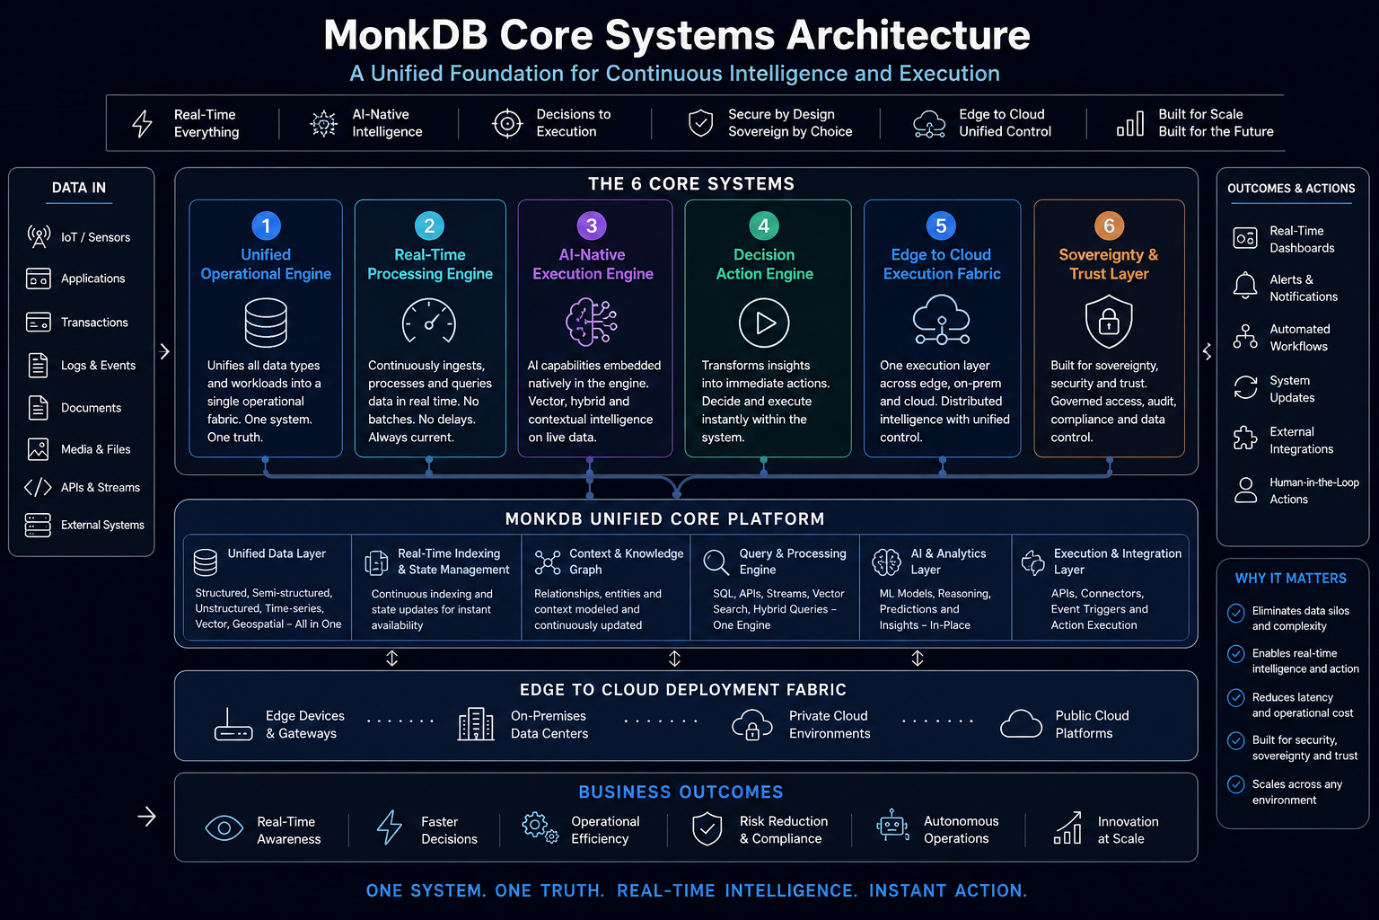 MonkDB Core Systems Architecture
A Unified Foundation for Continuous Intelligence and Execution
Real-Time
Everything
AI-Native
Intelligence
Decisions to
Execution
Secure by Design
Sovereign by Choice
Edge to Cloud
Unified Control
Built for Scale
Built for the Future
DATA IN
IoT / Sensors
Applications
Transactions
Logs & Events
Documents
Media & Files
APIs & Streams
External Systems
THE 6 CORE SYSTEMS
1
Unified
Operational Engine
Unifies all data types
and workloads into a
single operational
fabric. One system.
One truth.
2
Real-Time
Processing Engine
Continuously ingests,
processes and queries
data in real time. No
batches. No delays.
Always current.
3
AI-Native
Execution Engine
AI capabilities embedded
natively in the engine.
Vector, hybrid and
contextual intelligence
on live data.
4
Decision
Action Engine
Transforms insights
into immediate actions.
Decide and execute
instantly within the
system.
5
Edge to Cloud
Execution Fabric
One execution layer
across edge, on-prem
and cloud. Distributed
intelligence with unified
control.
6
Sovereignty &
Trust Layer
Built for sovereignty,
security and trust.
Governed access, audit,
compliance and data
control.
OUTCOMES & ACTIONS
Real-Time
Dashboards
Alerts &
Notifications
Automated
Workflows
System
Updates
External
Integrations
Human-in-the-Loop
Actions
MONKDB UNIFIED CORE PLATFORM
Unified Data Layer
Structured, Semi-structured,
Unstructured, Time-series,
Vector, Geospatial – All in One
Real-Time Indexing
& State Management
Continuous indexing and
state updates for instant
availability
Context & Knowledge
Graph
Relationships, entities and
context modeled and
continuously updated
Query & Processing
Engine
SQL, APIs, Streams, Vector
Search, Hybrid Queries –
One Engine
AI & Analytics
Layer
ML Models, Reasoning,
Predictions and
Insights – In-Place
Execution & Integration
Layer
APIs, Connectors,
Event Triggers and
Action Execution
WHY IT MATTERS
Eliminates data silos
and complexity
Enables real-time
intelligence and action
Reduces latency
and operational cost
Built for security,
sovereignty and trust
Scales across any
environment
EDGE TO CLOUD DEPLOYMENT FABRIC
Edge Devices
& Gateways
On-Premises
Data Centers
Private Cloud
Environments
Public Cloud
Platforms
BUSINESS OUTCOMES
Real-Time
Awareness
Faster
Decisions
Operational
Efficiency
Risk Reduction
& Compliance
Autonomous
Operations
Innovation
at Scale
ONE SYSTEM. ONE TRUTH. REAL-TIME INTELLIGENCE. INSTANT ACTION.